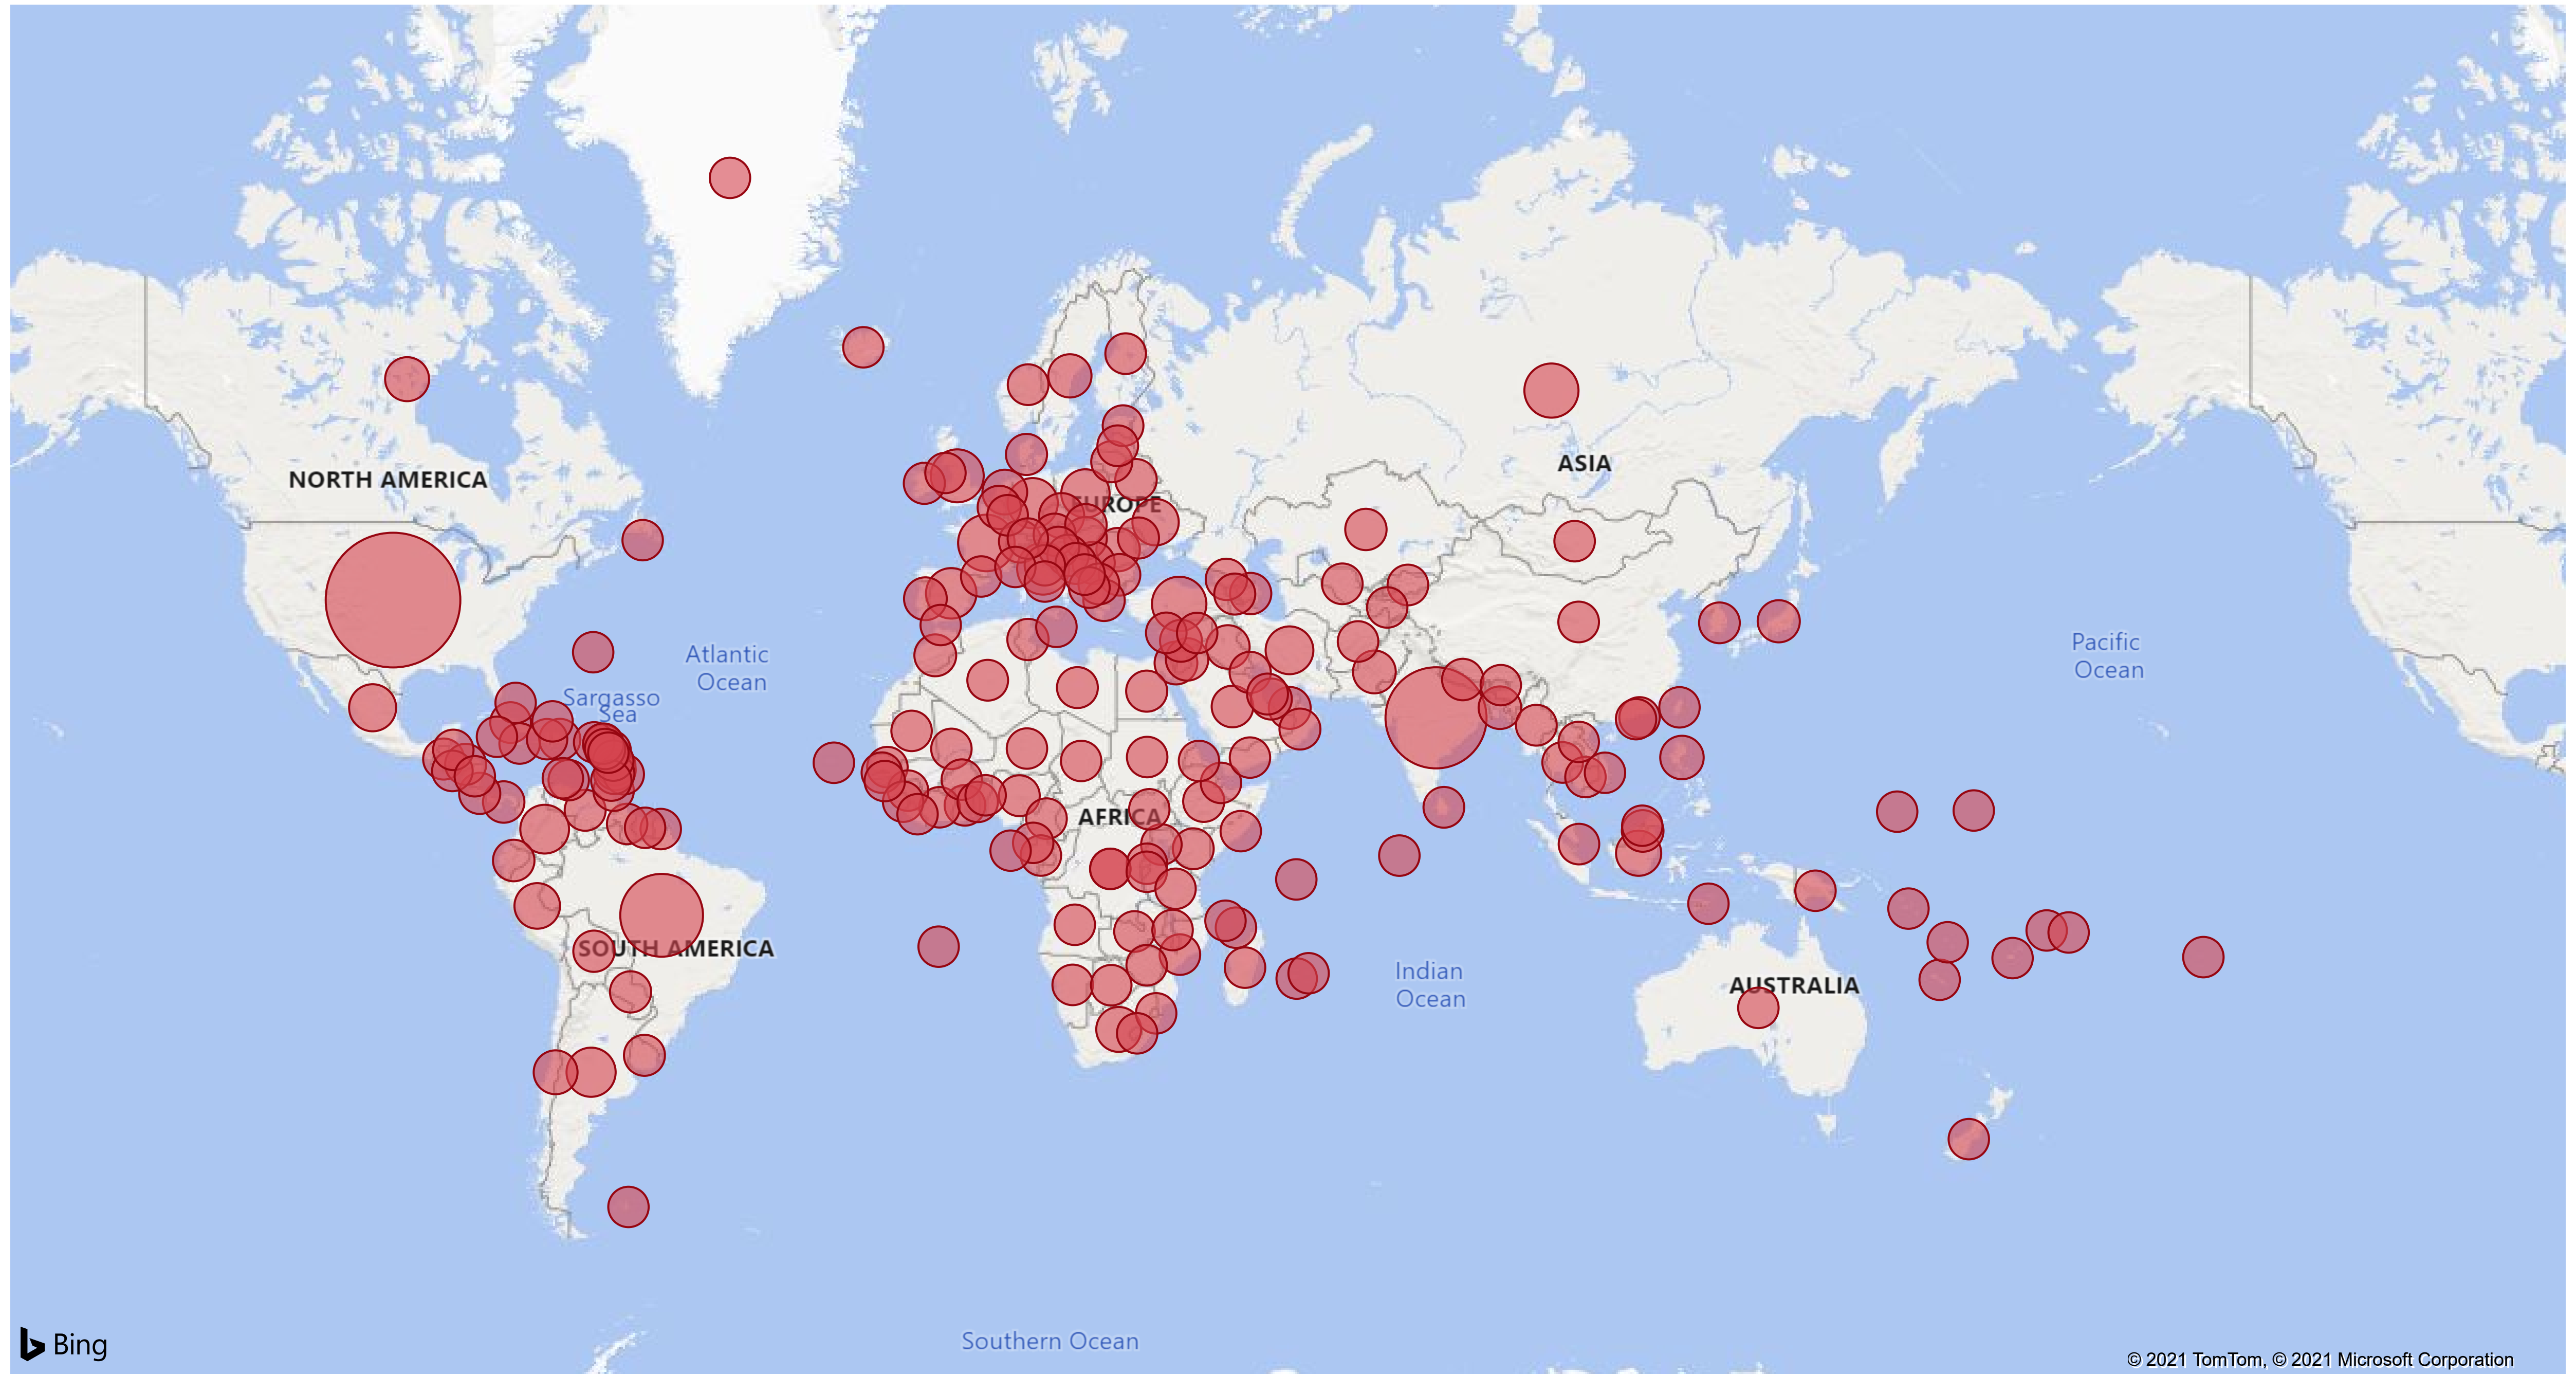 NORTH AMERICA
EUROPE
ASIA
Atlantic
Ocean
Sargasso
Sea
Pacific
Ocean
AFRICA
SOUTH AMERICA
Indian
Ocean
AUSTRALIA
Southern Ocean
Bing
© 2021 TomTom, © 2021 Microsoft Corporation